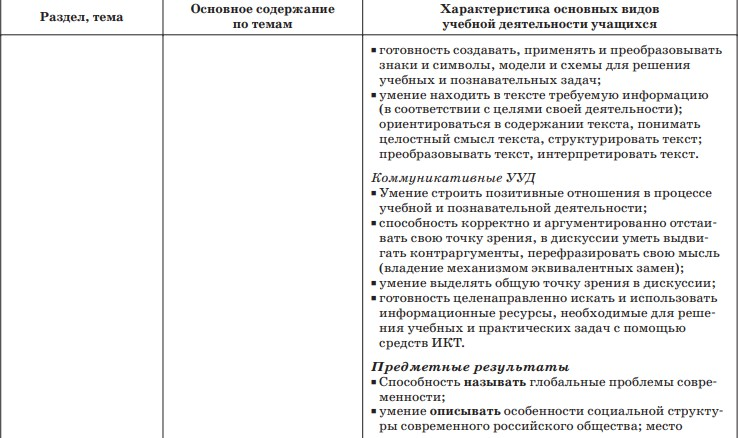 Раздел, тема
Основное содержание
по темам
Характеристика основных видов
учебной деятельности учащихся
▪ готовность создавать, применять и преобразовывать
знаки и символы, модели и схемы для решения
учебных и познавательных задач;
▪ умение находить в тексте требуемую информацию
(в соответствии с целями своей деятельности);
ориентироваться в содержании текста, понимать
целостный смысл текста, структурировать текст;
преобразовывать текст, интерпретировать текст.
Коммуникативные УУД
▪ Умение строить позитивные отношения в процессе
учебной и познавательной деятельности;
▪ способность корректно и аргументированно отстаи-
вать свою точку зрения, в дискуссии уметь выдви-
гать контраргументы, перефразировать свою мысль
(владение механизмом эквивалентных замен);
▪ умение выделять общую точку зрения в дискуссии;
▪ готовность целенаправленно искать и использовать
информационные ресурсы, необходимые для реше-
ния учебных и практических задач с помощью
средств ИКТ.
Предметные результаты
▪ Способность называть глобальные проблемы совре-
менности;
▪ умение описывать особенности социальной структу-
ры современного российского общества; место